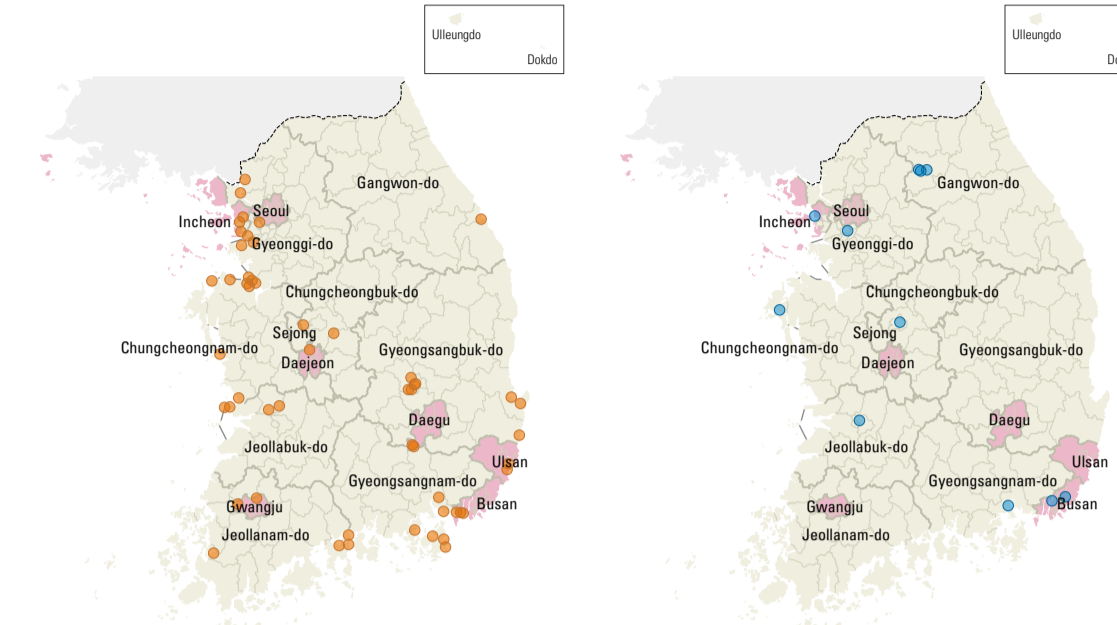 Ulleungdo
Dokdo
Gangwon-do
Seoul
Incheon
Gyeonggi-do
Chungcheongbuk-do
Sejong
Chungcheongnam-do
Gyeongsangbuk-do
Daejeon
Daegu
Jeollabuk-do
Ulsan
Gyeongsangnam-do
Gwangju
Busan
Jeollanam-do
Ulleungdo
Do
Gangwon-do
Seoul
Incheon
Gyeonggi-do
Chungcheongbuk-do
Sejong
Chungcheongnam-do
Gyeongsangbuk-do
Daejeon
Daegu
Jeollabuk-do
Ulsan
Gyeongsangnam-do
Gwangju
Busan
Jeollanam-do